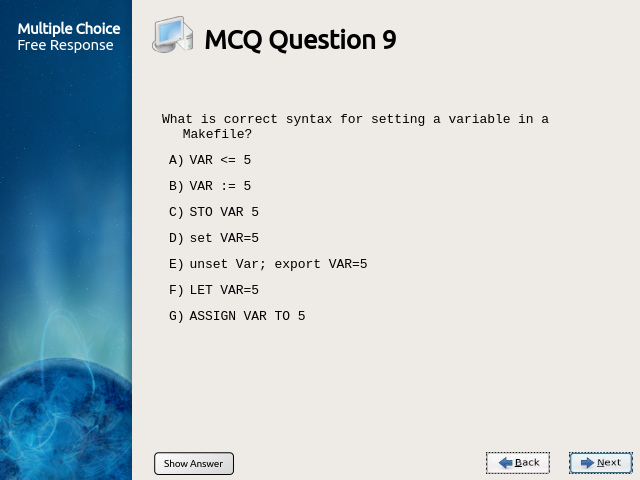 Multiple Choice
Free Response
MCQ Question 9
What is correct syntax for setting a variable in a
Makefile?
A) VAR <= 5
B) VAR := 5
C) STO VAR 5
D) set VAR=5
E) unset Var; export VAR=5
F) LET VAR=5
G) ASSIGN VAR TO 5
Show Answer
Back
Next